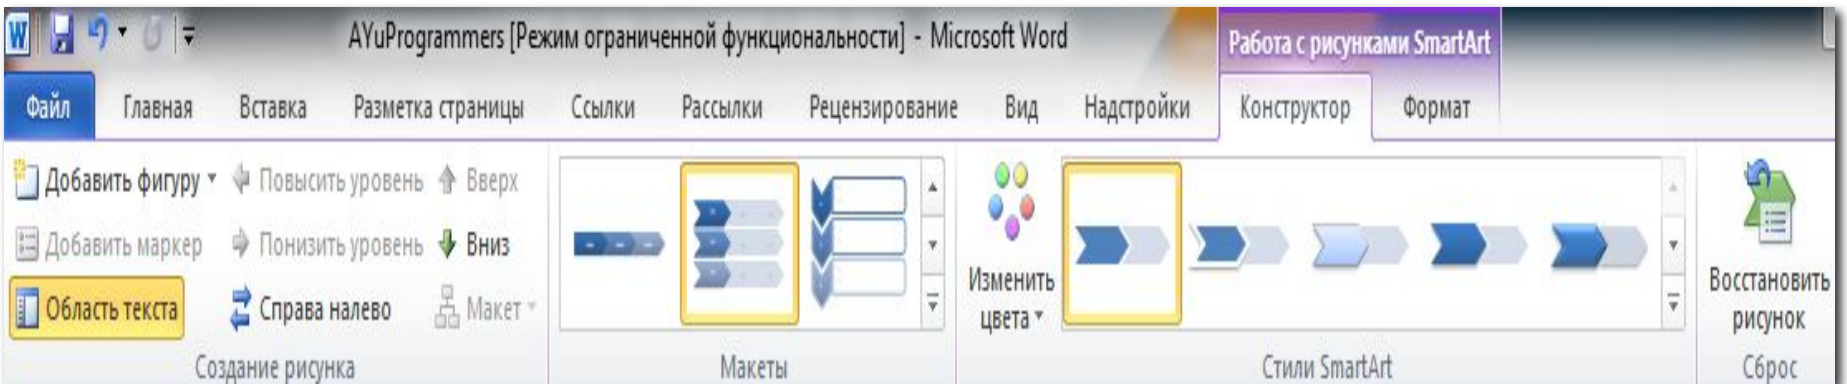 AYuProgrammers [Режим ограниченной функциональности] - Microsoft Word
Работа с рисунками SmartArt
Файл Главная Вставка Разметка страницы Ссылки Рассылки Рецензирование Вид Надстройки Конструктор Формат
Добавить фигуру Повысить уровень Вверх
Добавить маркер Понизить уровень Вниз
Область текста Справа налево Макет
Создание рисунка
Макеты
Изменить
цвета
Стили SmartArt
Восстановить
рисунок
Сброс